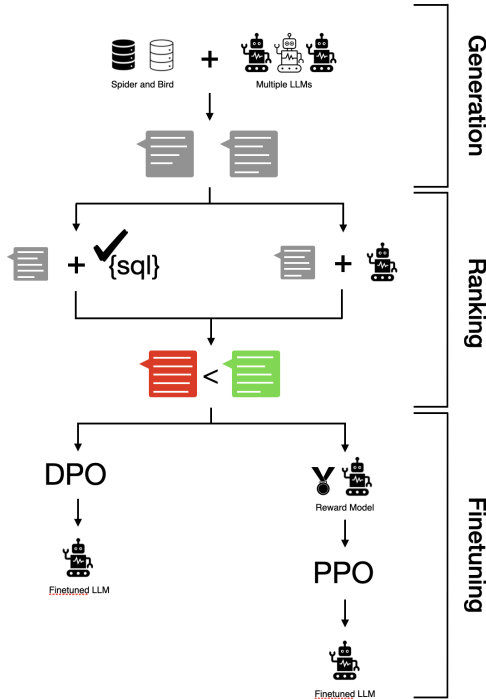 Generation
Spider and Bird
+
Multiple LLMs
Ranking
+
{sql}
+
<
Finetuning
DPO
Finetuned LLM
Reward Model
PPO
Finetuned LLM